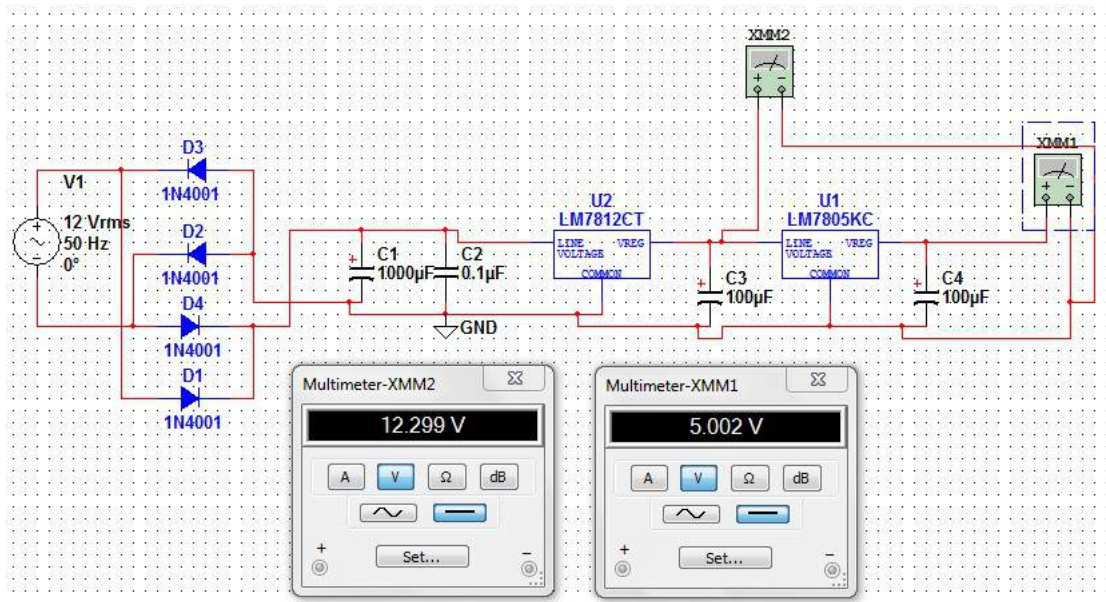 XMM2
XMM1
D3
1N4001
V1
12 Vrms
50 Hz
0°
D2
1N4001
D4
1N4001
D1
1N4001
C1
1000µF
C2
0.1µF
GND
U2
LM7812CT
LINE VREG
VOLTAGE
COMMON
U1
LM7805KC
LINE VREG
VOLTAGE
COMMON
C3
100µF
C4
100µF
Multimeter-XMM2
12.299 V
A V Ω dB
Set...
Multimeter-XMM1
5.002 V
A V Ω dB
Set...